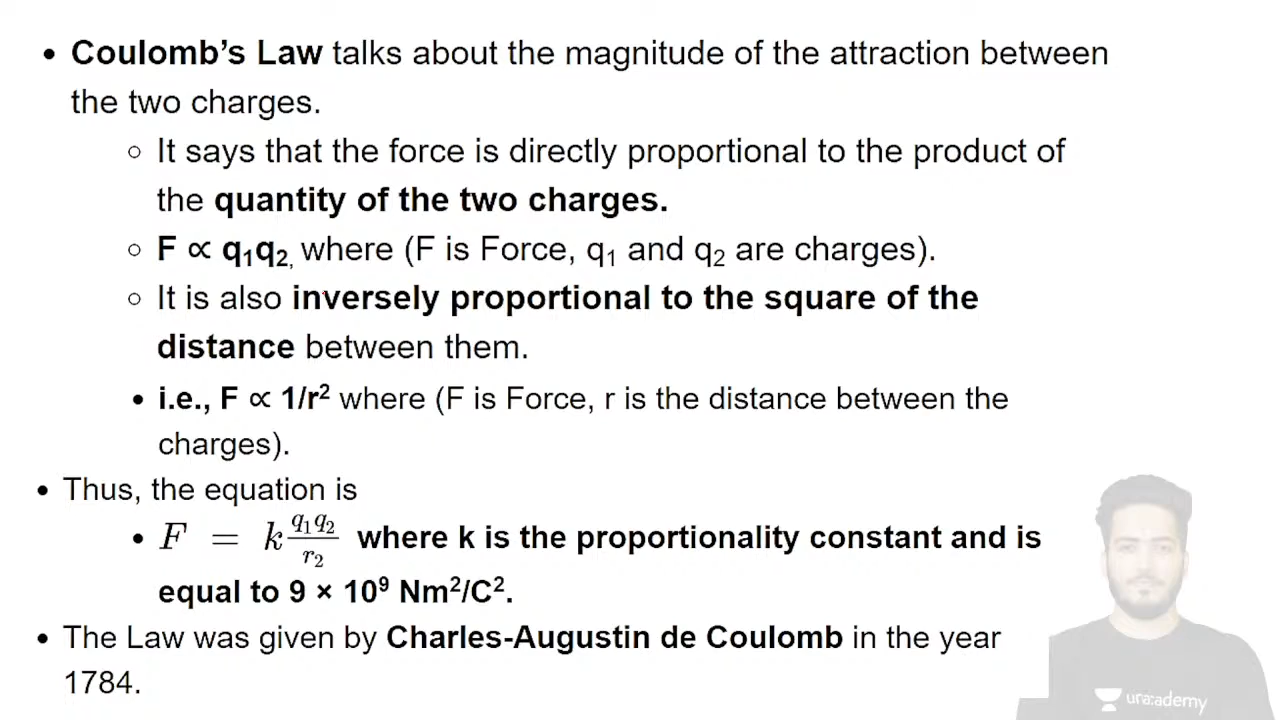 • Coulomb’s Law talks about the magnitude of the attraction between
the two charges.
○ It says that the force is directly proportional to the product of
the quantity of the two charges.
○ F ∝ q₁q₂, where (F is Force, q₁ and q₂ are charges).
○ It is also inversely proportional to the square of the
distance between them.
• i.e., F ∝ 1/r² where (F is Force, r is the distance between the
charges).
• Thus, the equation is
• F = k q₁q₂/r₂ where k is the proportionality constant and is
equal to 9 × 10⁹ Nm²/C².
• The Law was given by Charles-Augustin de Coulomb in the year
1784.
unacademy